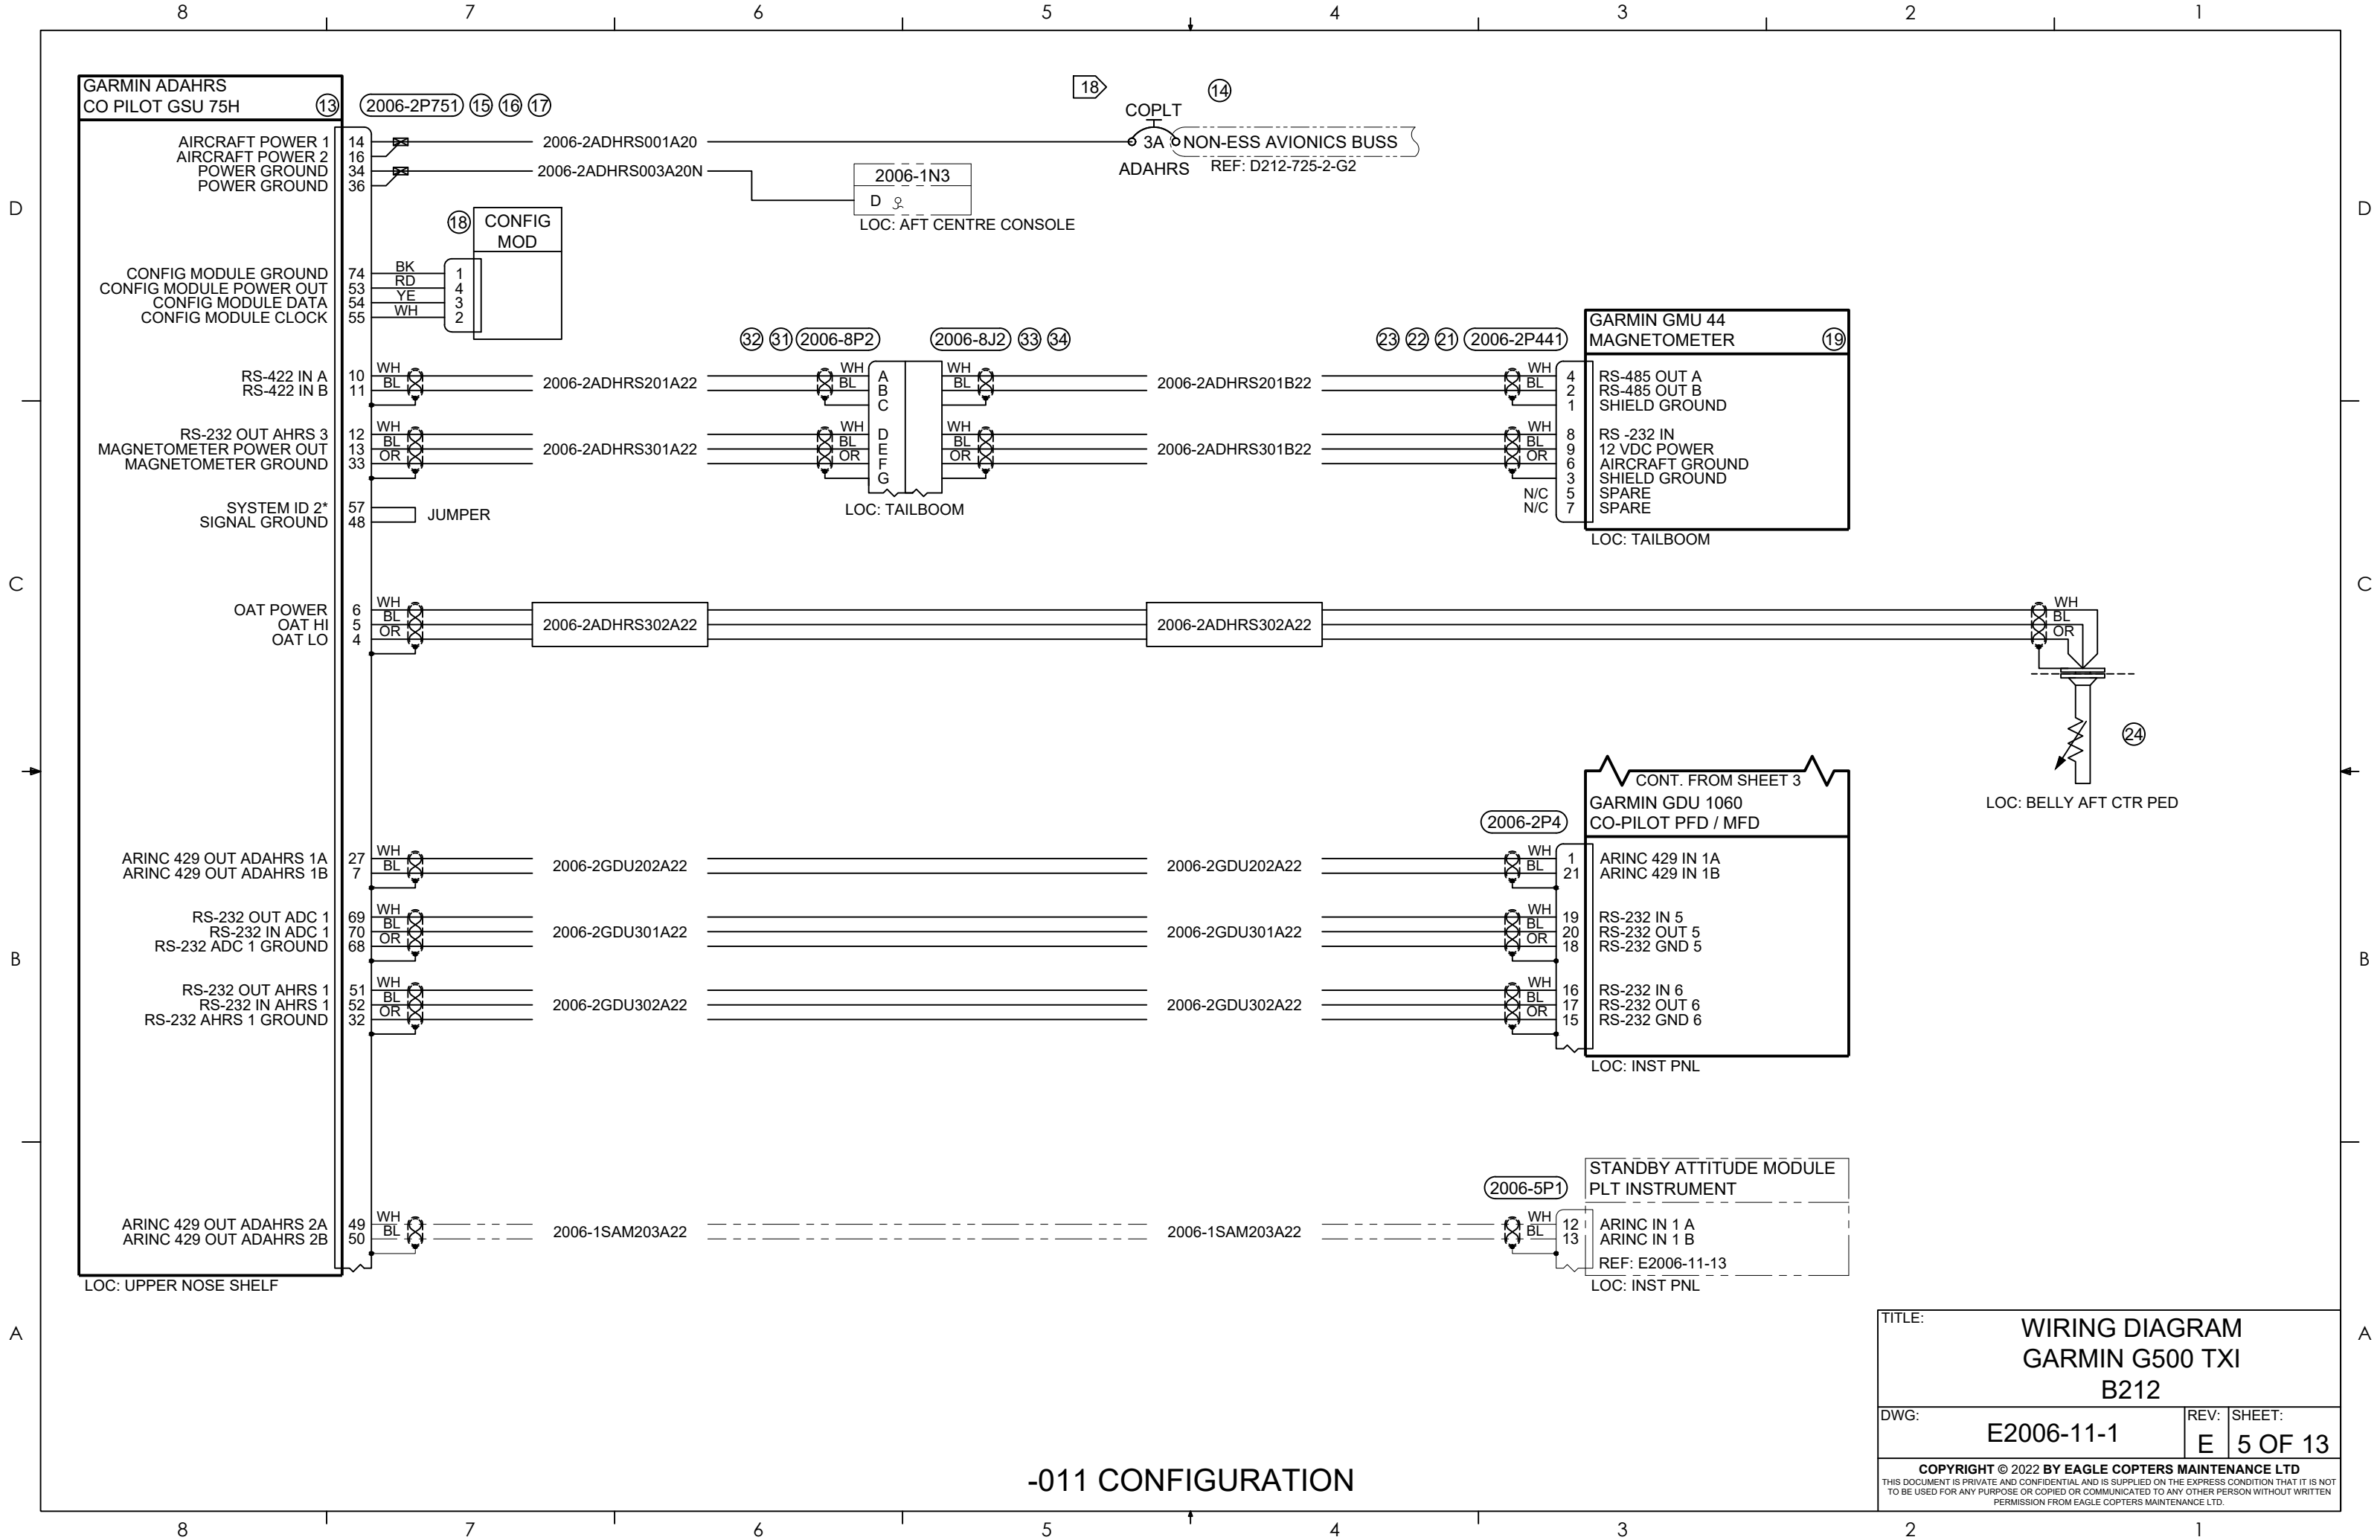 8 7 6 5 4 3 2 1
D
C
B
A
GARMIN ADAHRS
CO PILOT GSU 75H
13
2006-2P751 15 16 17
AIRCRAFT POWER 1 14
AIRCRAFT POWER 2 16
POWER GROUND 34
POWER GROUND 36
2006-2ADHRS001A20
2006-2ADHRS003A20N
2006-1N3
D
LOC: AFT CENTRE CONSOLE
18
14
COPLT
3A
ADAHRS
NON-ESS AVIONICS BUSS
REF: D212-725-2-G2
18
CONFIG
MOD
CONFIG MODULE GROUND 74 BK 1
CONFIG MODULE POWER OUT 53 RD 4
CONFIG MODULE DATA 54 YE 3
CONFIG MODULE CLOCK 55 WH 2
32 31 2006-8P2
2006-8J2 33 34
23 22 21 2006-2P441
GARMIN GMU 44
MAGNETOMETER
19
RS-422 IN A 10 WH
RS-422 IN B 11 BL
2006-2ADHRS201A22
WH A WH
BL B BL
C
2006-2ADHRS201B22
WH 4 RS-485 OUT A
BL 2 RS-485 OUT B
1 SHIELD GROUND
RS-232 OUT AHRS 3 12 WH
MAGNETOMETER POWER OUT 13 BL
MAGNETOMETER GROUND 33 OR
2006-2ADHRS301A22
WH D WH
BL E BL
OR F OR
G
LOC: TAILBOOM
2006-2ADHRS301B22
WH 8 RS -232 IN
BL 9 12 VDC POWER
OR 6 AIRCRAFT GROUND
3 SHIELD GROUND
N/C 5 SPARE
N/C 7 SPARE
LOC: TAILBOOM
SYSTEM ID 2* 57
SIGNAL GROUND 48
JUMPER
OAT POWER 6 WH
OAT HI 5 BL
OAT LO 4 OR
2006-2ADHRS302A22
2006-2ADHRS302A22
WH
BL
OR
24
LOC: BELLY AFT CTR PED
CONT. FROM SHEET 3
GARMIN GDU 1060
CO-PILOT PFD / MFD
2006-2P4
ARINC 429 OUT ADAHRS 1A 27 WH
ARINC 429 OUT ADAHRS 1B 7 BL
2006-2GDU202A22
2006-2GDU202A22
WH 1 ARINC 429 IN 1A
BL 21 ARINC 429 IN 1B
RS-232 OUT ADC 1 69 WH
RS-232 IN ADC 1 70 BL
RS-232 ADC 1 GROUND 68 OR
2006-2GDU301A22
2006-2GDU301A22
WH 19 RS-232 IN 5
BL 20 RS-232 OUT 5
OR 18 RS-232 GND 5
RS-232 OUT AHRS 1 51 WH
RS-232 IN AHRS 1 52 BL
RS-232 AHRS 1 GROUND 32 OR
2006-2GDU302A22
2006-2GDU302A22
WH 16 RS-232 IN 6
BL 17 RS-232 OUT 6
OR 15 RS-232 GND 6
LOC: INST PNL
2006-5P1
STANDBY ATTITUDE MODULE
PLT INSTRUMENT
ARINC 429 OUT ADAHRS 2A 49 WH
ARINC 429 OUT ADAHRS 2B 50 BL
2006-1SAM203A22
2006-1SAM203A22
WH 12 ARINC IN 1 A
BL 13 ARINC IN 1 B
REF: E2006-11-13
LOC: INST PNL
LOC: UPPER NOSE SHELF
-011 CONFIGURATION
TITLE:
WIRING DIAGRAM
GARMIN G500 TXI
B212
DWG:
E2006-11-1
REV:
E
SHEET:
5 OF 13
COPYRIGHT © 2022 BY EAGLE COPTERS MAINTENANCE LTD
THIS DOCUMENT IS PRIVATE AND CONFIDENTIAL AND IS SUPPLIED ON THE EXPRESS CONDITION THAT IT IS NOT
TO BE USED FOR ANY PURPOSE OR COPIED OR COMMUNICATED TO ANY OTHER PERSON WITHOUT WRITTEN
PERMISSION FROM EAGLE COPTERS MAINTENANCE LTD.
D
C
B
A
8 7 6 5 4 3 2 1